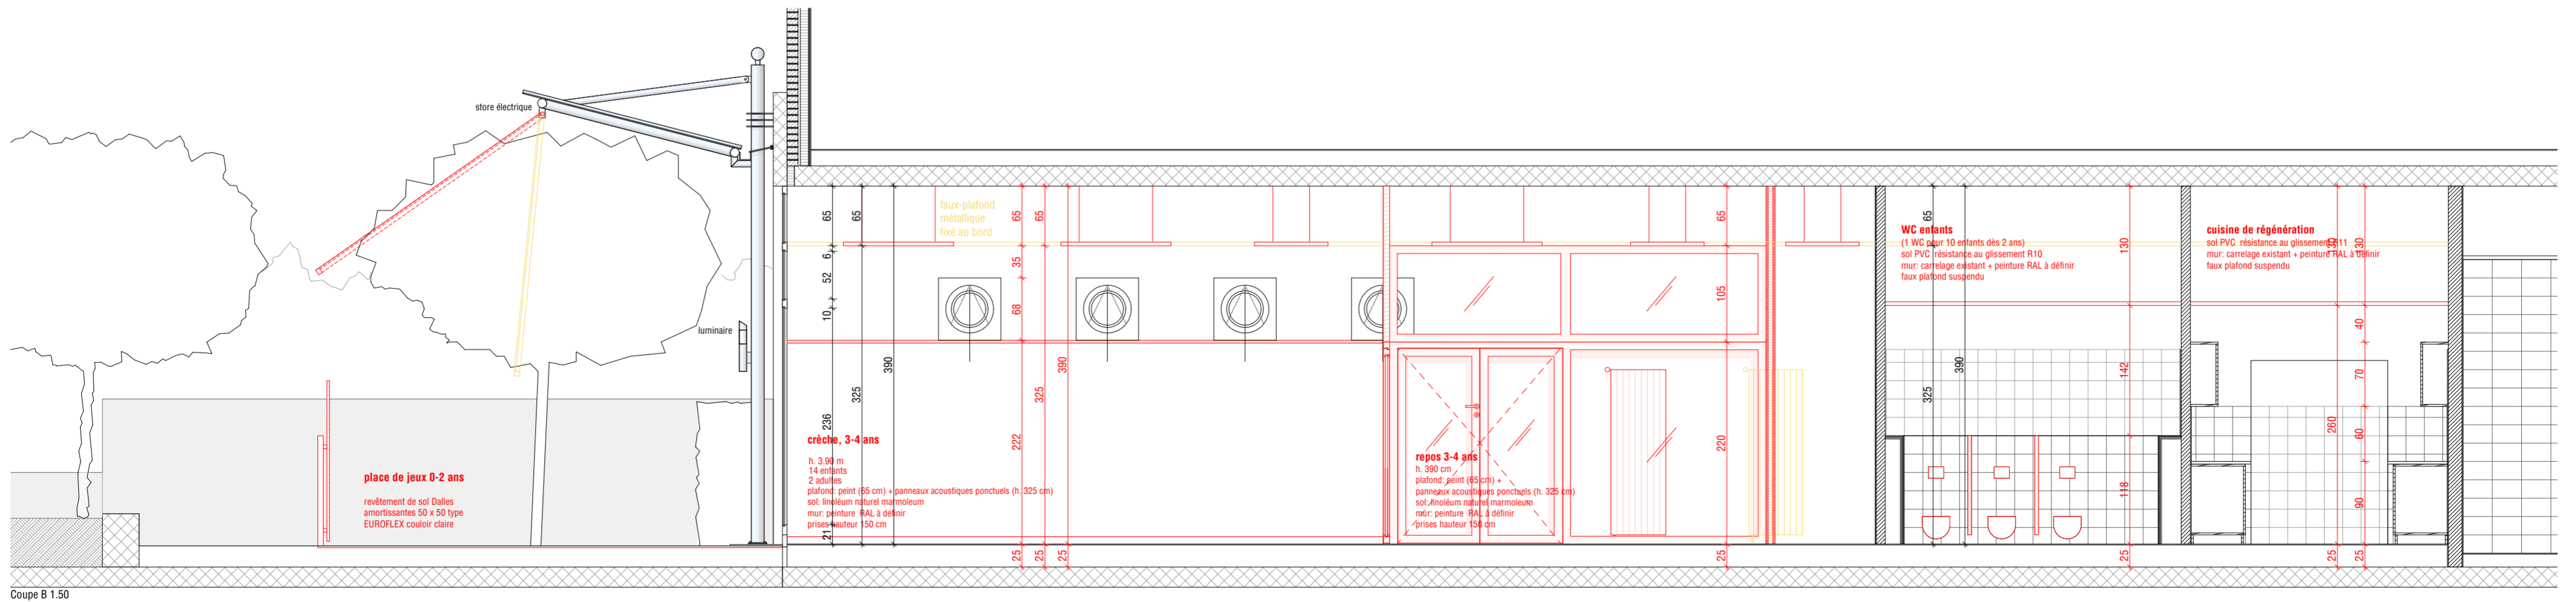 store électrique
luminaire
place de jeux 0-2 ans
revêtement de sol Dalles
amortissantes 50 x 50 type
EUROFLEX couloir claire
faux-plafond
métallique
fixé au bord
65
6
52
10
236
21
65
325
390
65
35
68
222
25
65
325
25
390
25
crèche, 3-4 ans
h. 3.90 m
14 enfants
2 adultes
plafond: peint (65 cm) + panneaux acoustiques ponctuels (h. 325 cm)
sol: linoléum naturel marmoleum
mur: peinture RAL à définir
prises hauteur 150 cm
repos 3-4 ans
h. 390 cm
plafond: peint (65 cm) +
panneaux acoustiques ponctuels (h. 325 cm)
sol: linoléum naturel marmoleum
mur: peinture RAL à définir
prises hauteur 150 cm
65
105
220
25
WC enfants
(1 WC pour 10 enfants dès 2 ans)
sol PVC résistance au glissement R10
mur: carrelage existant + peinture RAL à définir
faux plafond suspendu
65
325
390
130
142
118
25
cuisine de régénération
sol PVC résistance au glissement R11
mur: carrelage existant + peinture RAL à définir
faux plafond suspendu
130
260
25
130
40
70
60
90
25
Coupe B 1.50